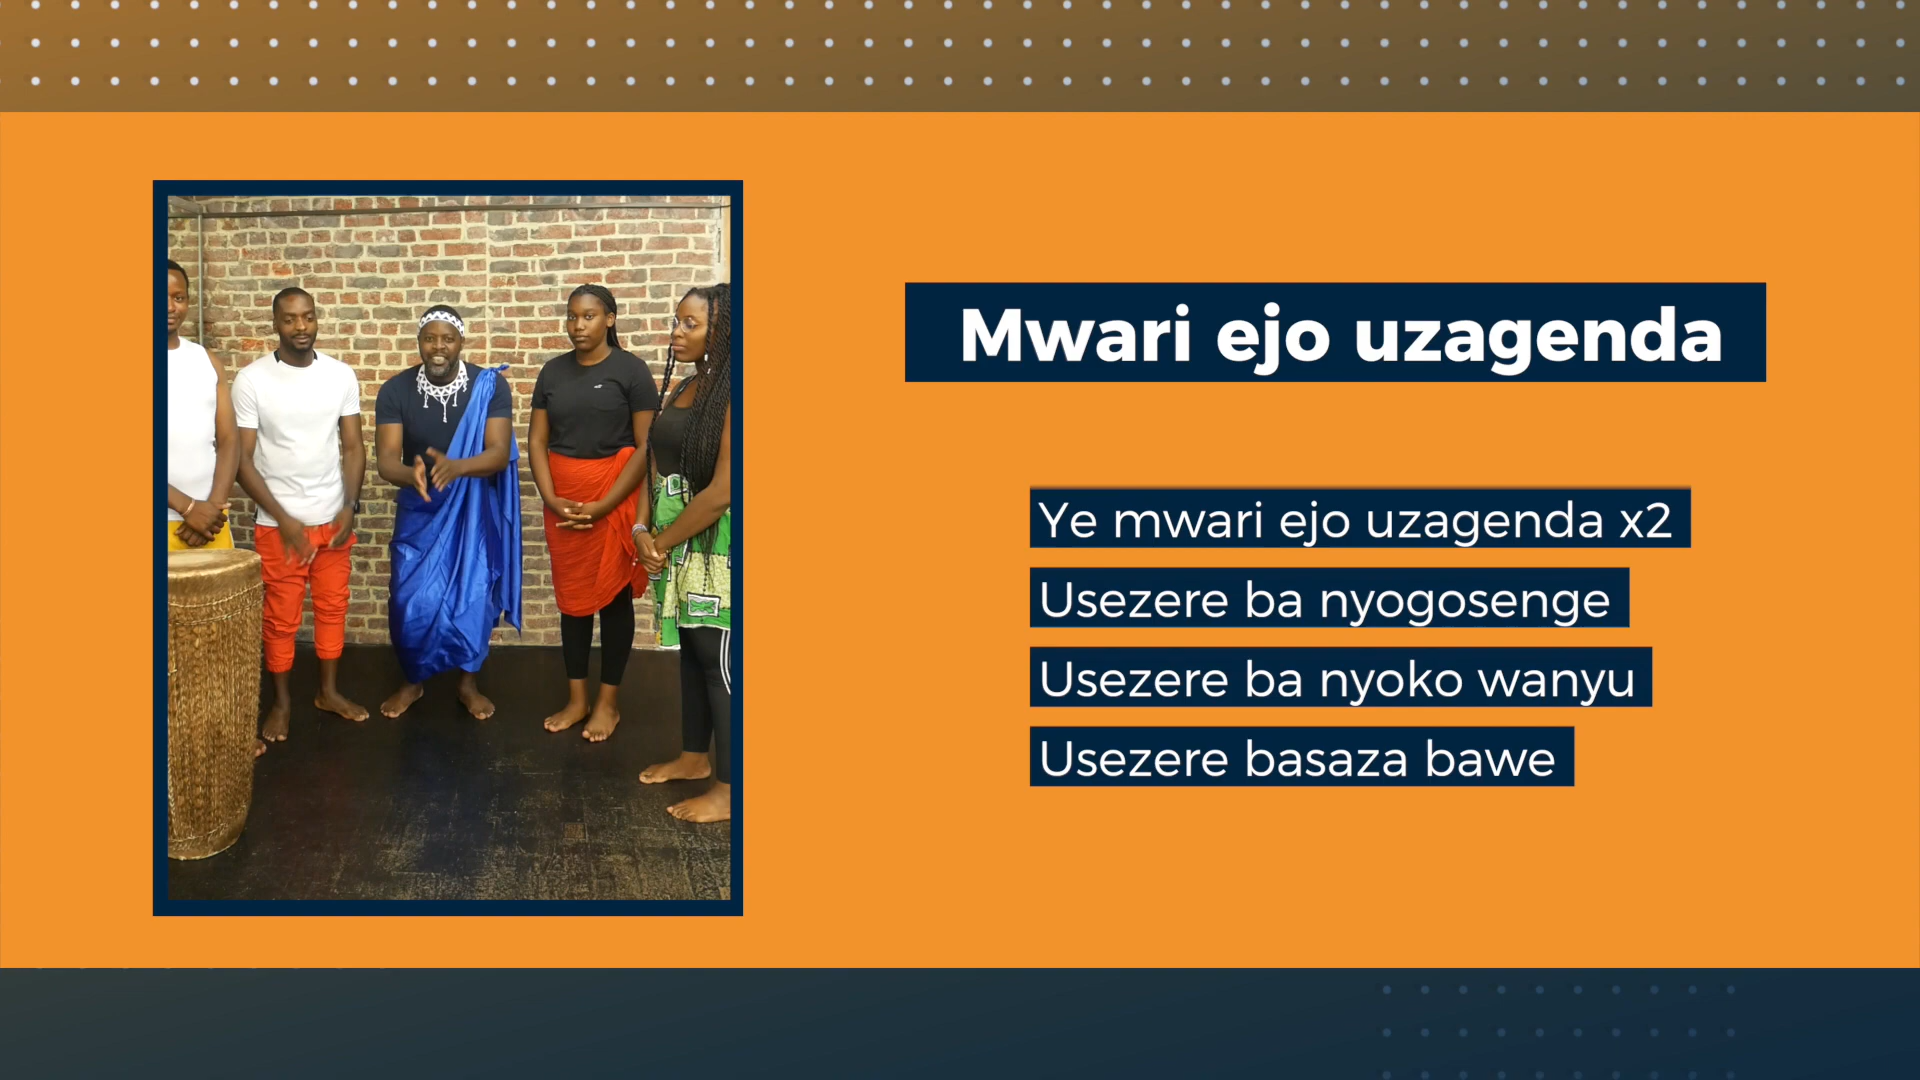 Mwari ejo uzagenda
Ye mwari ejo uzagenda x2
Usezere ba nyogosenge
Usezere ba nyoko wanyu
Usezere basaza bawe